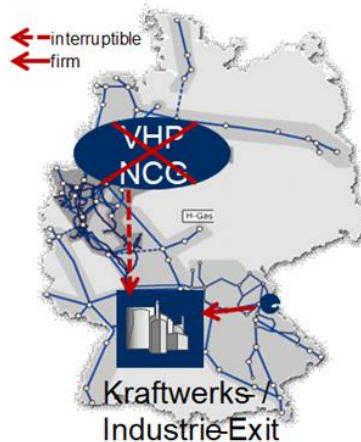 interruptible
firm
VHP
NCG
H-Gas
Kraftwerks- /
Industrie-Exit